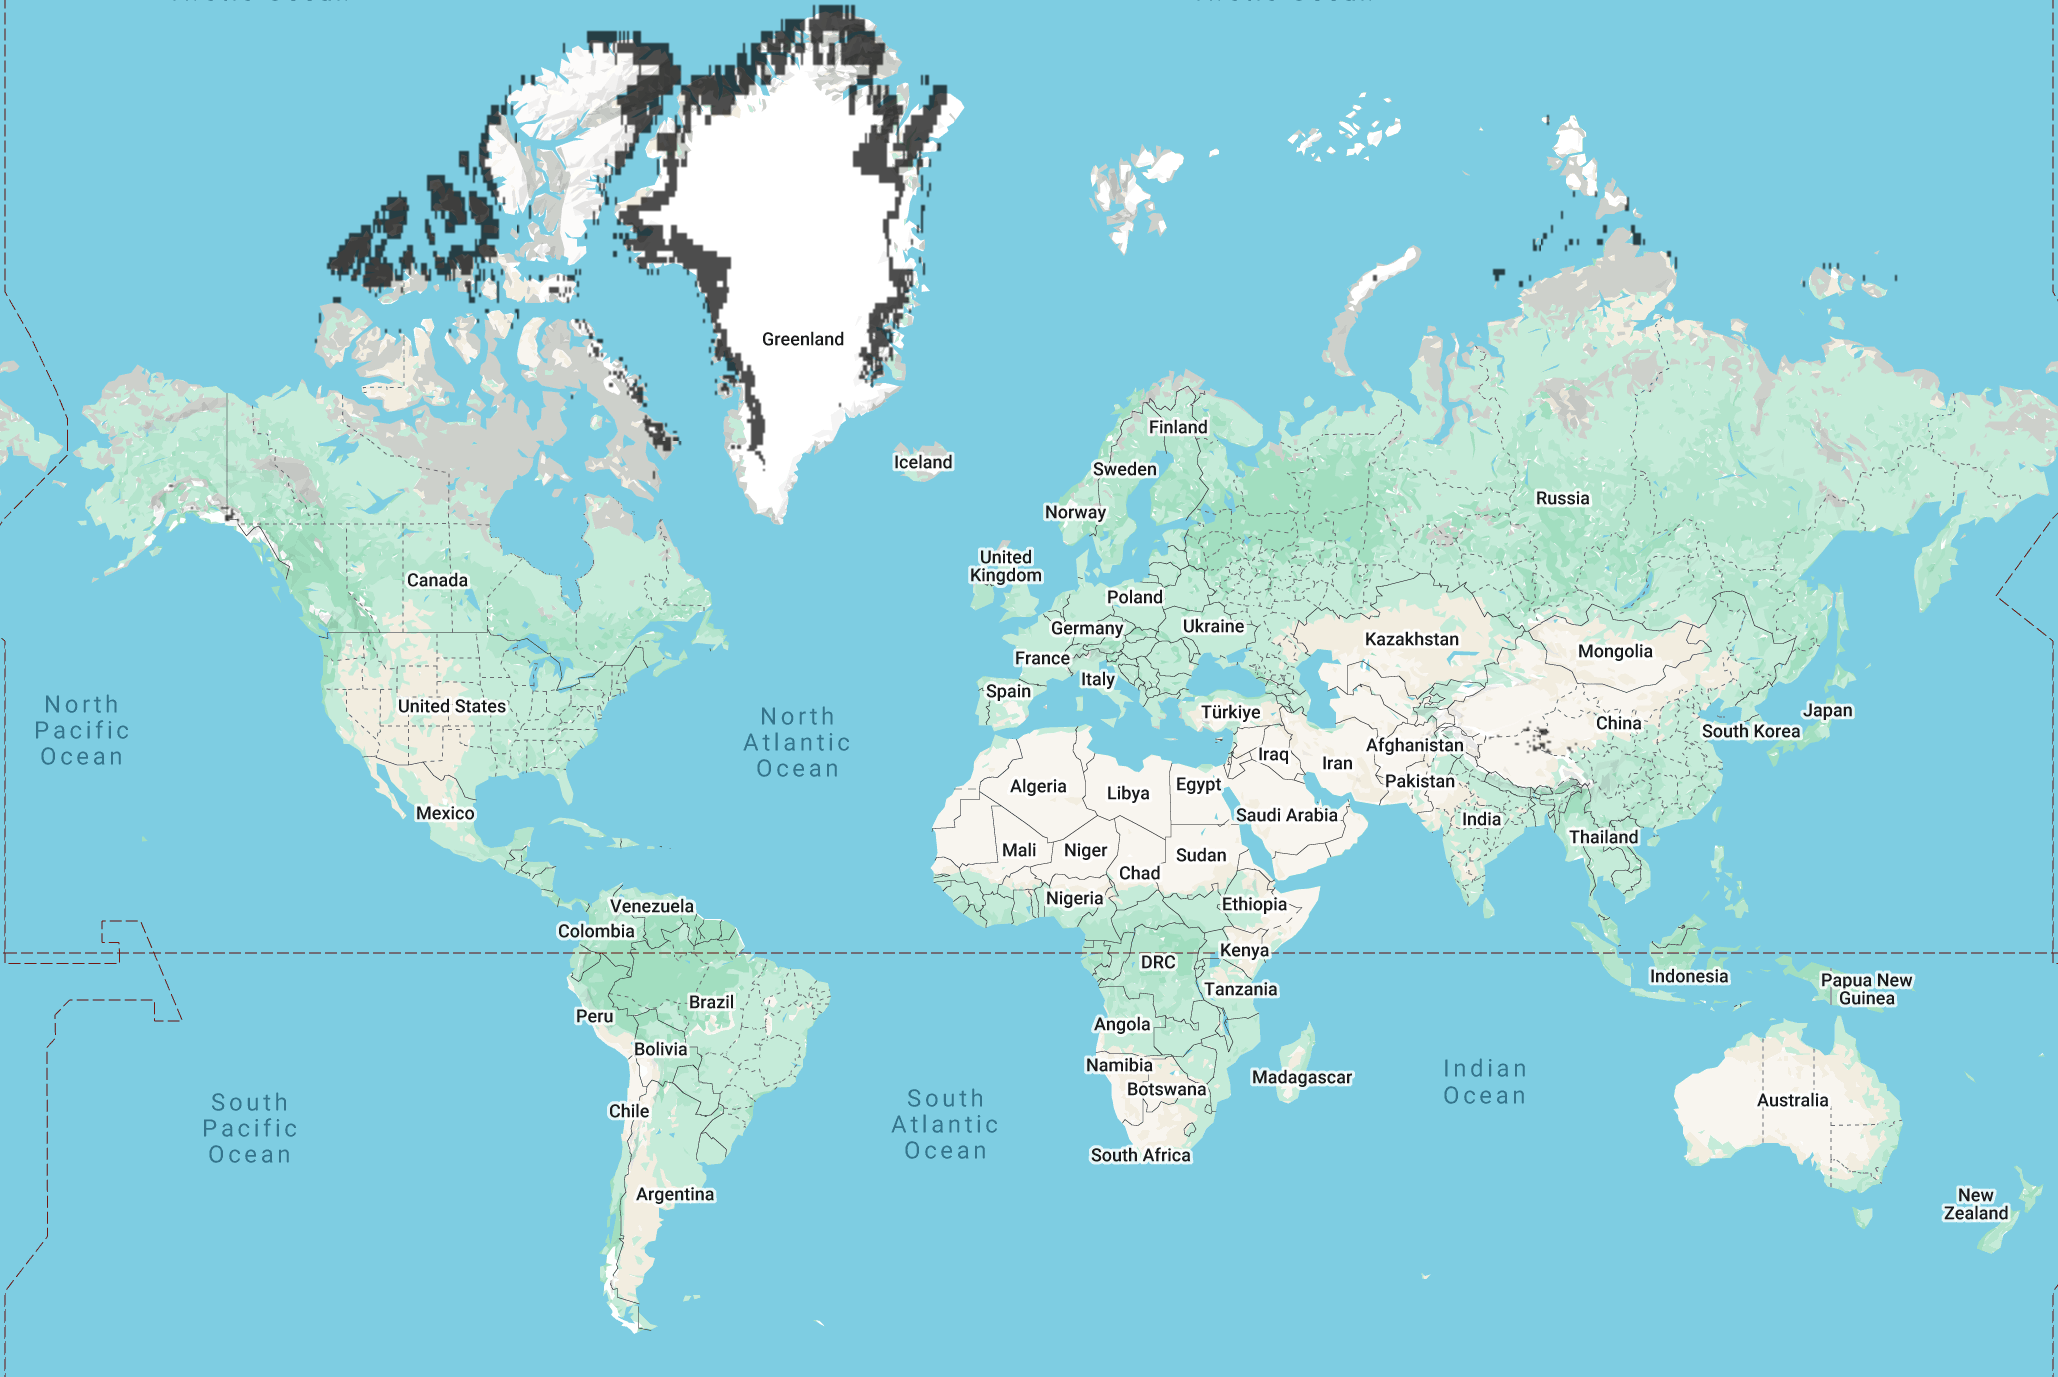 Greenland
Iceland
Finland
Sweden
Norway
Russia
United
Kingdom
Canada
Poland
Germany
Ukraine
Kazakhstan
Mongolia
France
Italy
Spain
United States
Türkiye
China
Japan
South Korea
North
Pacific
Ocean
North
Atlantic
Ocean
Iraq
Iran
Afghanistan
Pakistan
Algeria
Libya
Egypt
Saudi Arabia
India
Thailand
Mexico
Mali
Niger
Chad
Sudan
Nigeria
Ethiopia
Venezuela
Colombia
Kenya
DRC
Tanzania
Indonesia
Papua New
Guinea
Brazil
Peru
Bolivia
Angola
Namibia
Botswana
Madagascar
Indian
Ocean
Australia
Chile
South
Pacific
Ocean
South
Atlantic
Ocean
South Africa
Argentina
New
Zealand